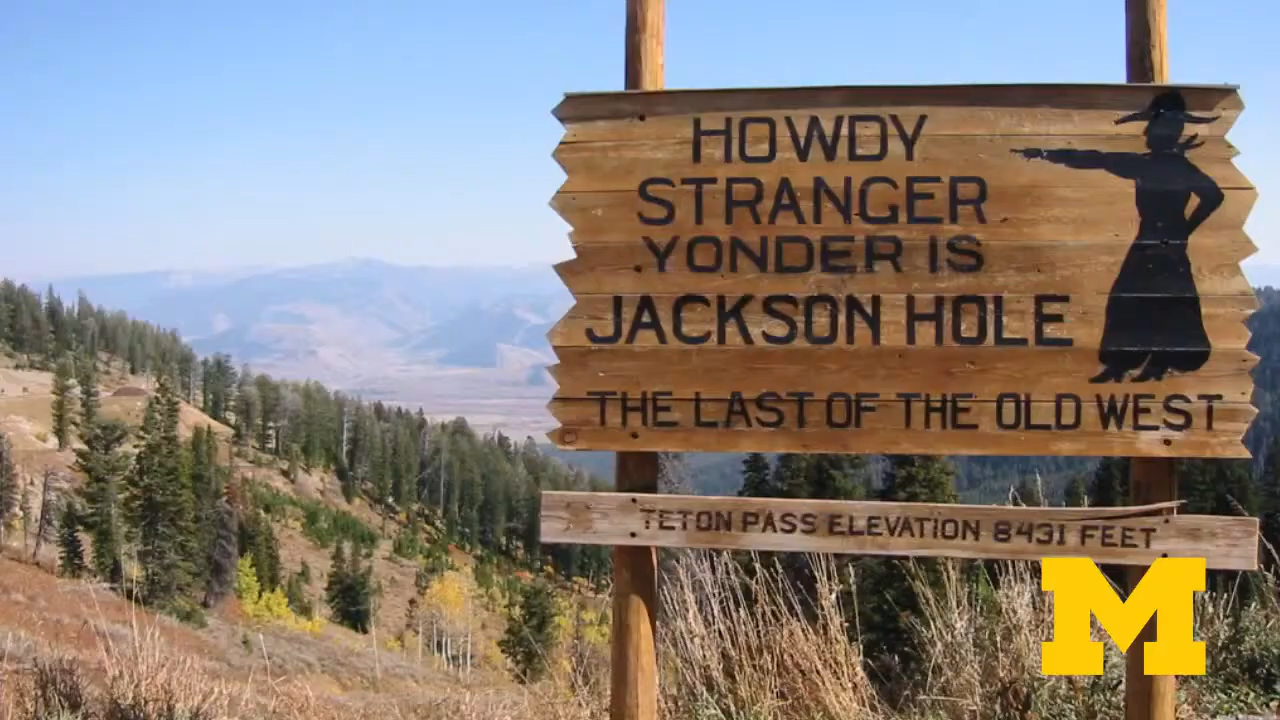 HOWDY
STRANGER
YONDER IS
JACKSON HOLE
THE LAST OF THE OLD WEST
TETON PASS ELEVATION 8431 FEET
M